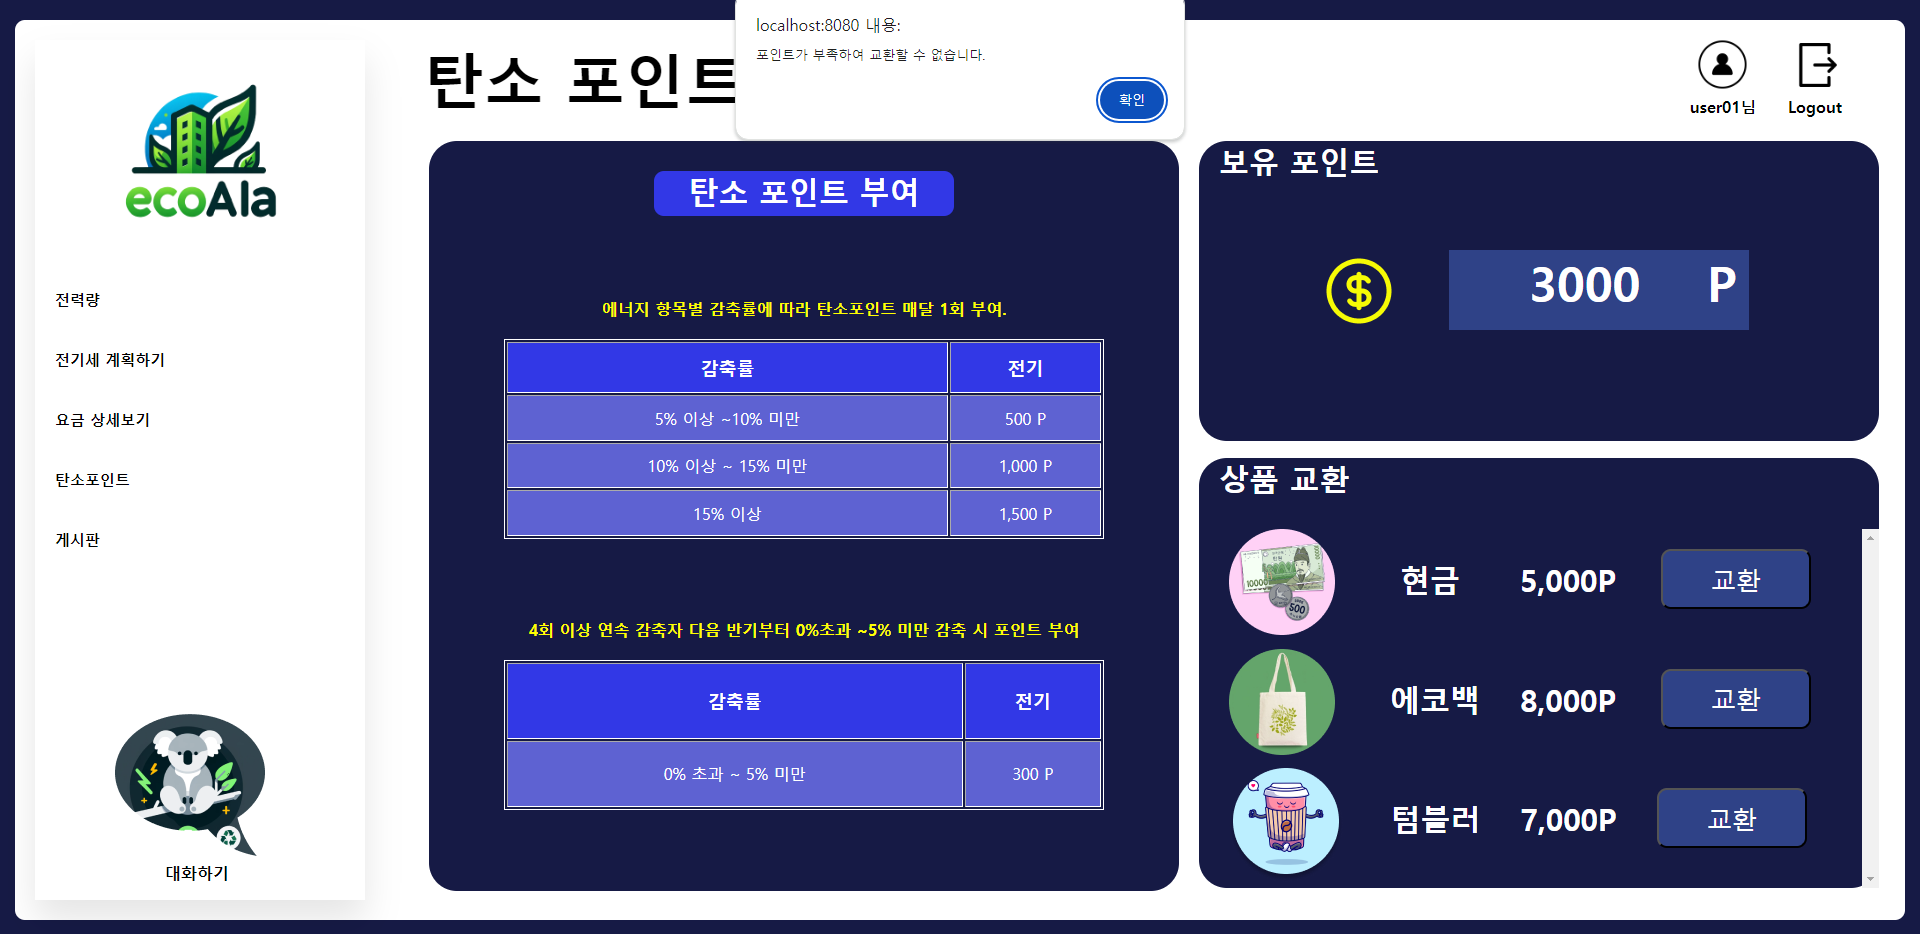 localhost:8080 내용:
포인트가 부족하여 교환할 수 없습니다.
확인
탄소 포인트
user01님
Logout
ecoAla
전력량
전기세 계획하기
요금 상세보기
탄소포인트
게시판
대화하기
탄소 포인트 부여
에너지 항목별 감축률에 따라 탄소포인트 매달 1회 부여.
감축률 전기
5% 이상 ~10% 미만 500 P
10% 이상 ~ 15% 미만 1,000 P
15% 이상 1,500 P
4회 이상 연속 감축자 다음 반기부터 0%초과 ~5% 미만 감축 시 포인트 부여
감축률 전기
0% 초과 ~ 5% 미만 300 P
보유 포인트
$ 3000 P
상품 교환
10000
500
현금 5,000P 교환
에코백 8,000P 교환
텀블러 7,000P 교환